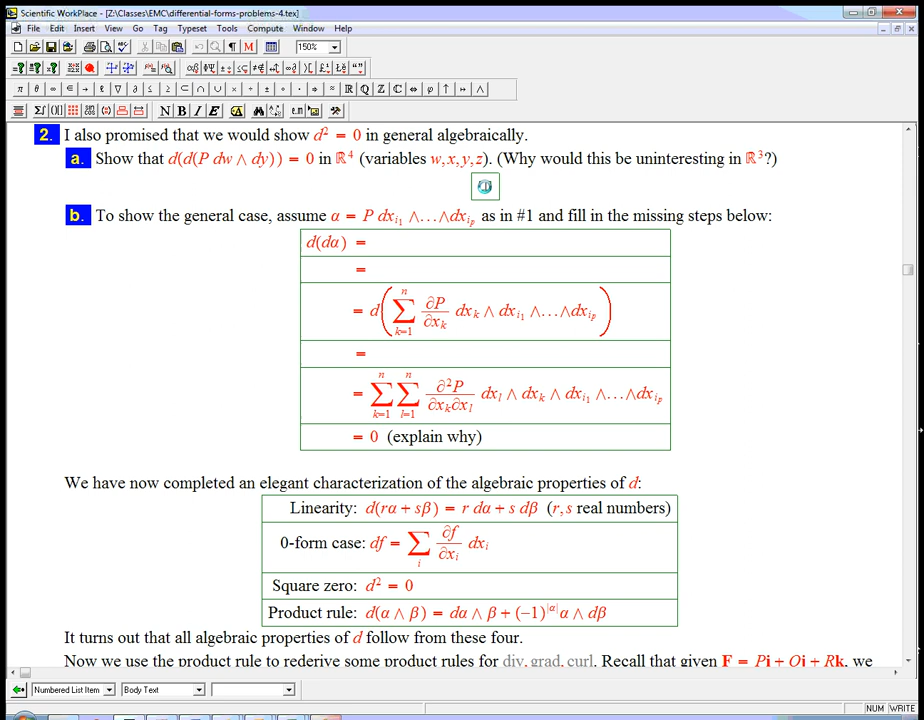 Scientific WorkPlace - [Z:\Classes\EMC\differential-forms-problems-4.tex]
File Edit Insert View Go Tag Typeset Tools Compute Window Help
150%
N B I E
2. I also promised that we would show d² = 0 in general algebraically.
a. Show that d(d(P dw ∧ dy)) = 0 in ℝ⁴ (variables w,x,y,z). (Why would this be uninteresting in ℝ³?)
b. To show the general case, assume α = P dx_{i_1} ∧…∧dx_{i_p} as in #1 and fill in the missing steps below:
d(dα) =
=
= d(∑_{k=1}^{n} ∂P/∂x_k dx_k ∧ dx_{i_1} ∧…∧dx_{i_p})
=
= ∑_{k=1}^{n} ∑_{l=1}^{n} ∂²P/∂x_k∂x_l dx_l ∧ dx_k ∧ dx_{i_1} ∧…∧dx_{i_p}
= 0 (explain why)
We have now completed an elegant characterization of the algebraic properties of d:
Linearity: d(rα + sβ) = r dα + s dβ (r,s real numbers)
0-form case: df = ∑_i ∂f/∂x_i dx_i
Square zero: d² = 0
Product rule: d(α ∧ β) = dα ∧ β + (−1)^{|α|} α ∧ dβ
It turns out that all algebraic properties of d follow from these four.
Now we use the product rule to rederive some product rules for div, grad, curl. Recall that given F = Pi + Qj + Rk, we
Numbered List Item Body Text
NUM WRITE